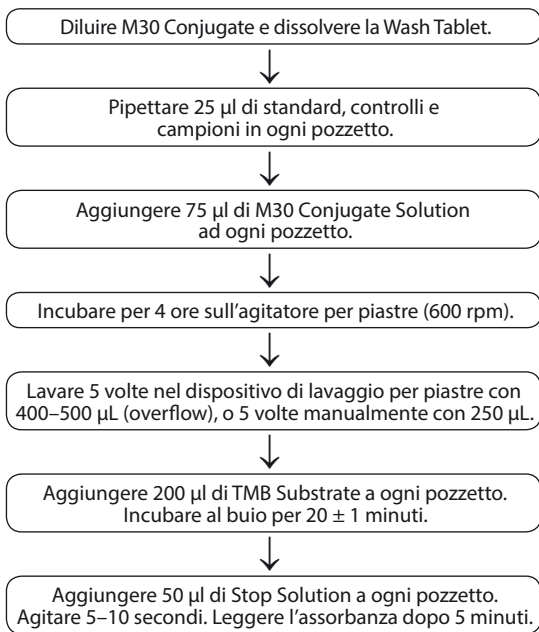 Diluire M30 Conjugate e dissolvere la Wash Tablet.
Pipettare 25 µl di standard, controlli e
campioni in ogni pozzetto.
Aggiungere 75 µl di M30 Conjugate Solution
ad ogni pozzetto.
Incubare per 4 ore sull’agitatore per piastre (600 rpm).
Lavare 5 volte nel dispositivo di lavaggio per piastre con
400–500 µL (overflow), o 5 volte manualmente con 250 µL.
Aggiungere 200 µl di TMB Substrate a ogni pozzetto.
Incubare al buio per 20 ± 1 minuti.
Aggiungere 50 µl di Stop Solution a ogni pozzetto.
Agitare 5–10 secondi. Leggere l’assorbanza dopo 5 minuti.